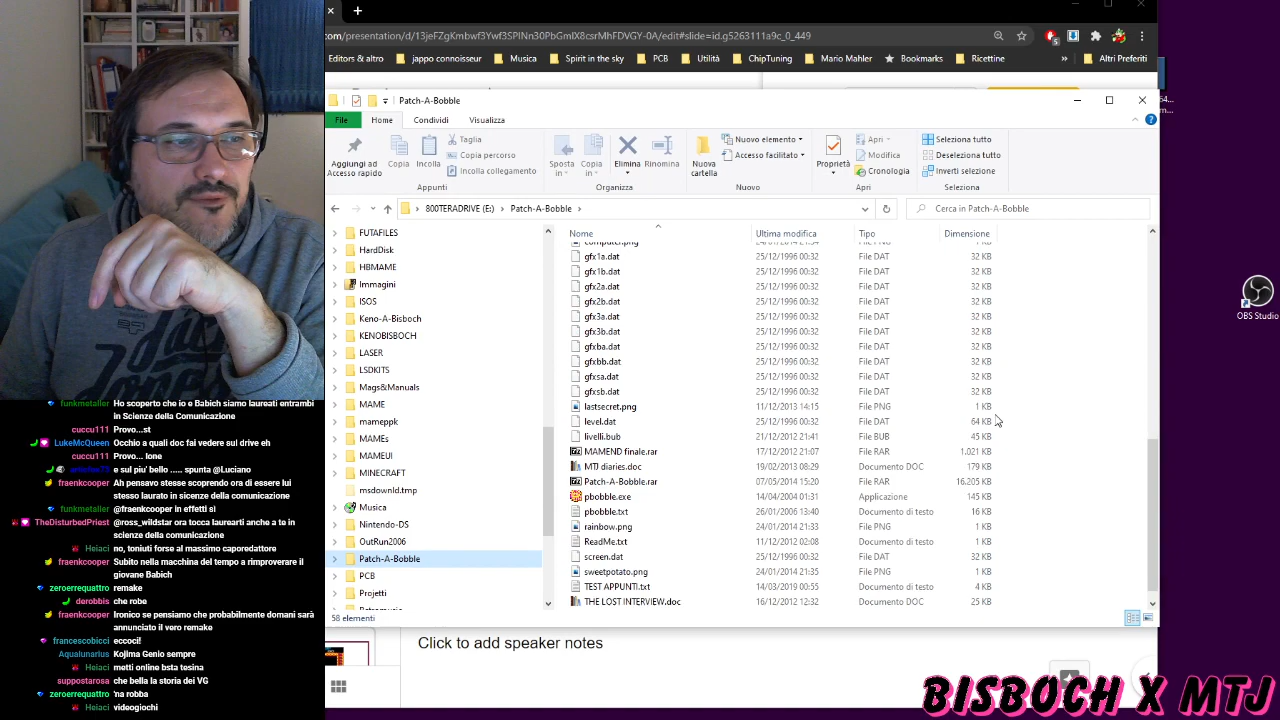 com/presentation/d/13jeFZgKmbwf3Ywf3SPINn30PbGmIX8csrMhFDVGY-0A/edit#slide=id.g5263111a9c_0_449
Editors & altro
japp connoisseur
Musica
Spirit in the sky
PCB
Utilità
ChipTuning
Mario Mahler
Bookmarks
Ricettine
Altri Preferiti
Patch-A-Bobble
File
Home
Condividi
Visualizza
Aggiungi ad Accesso rapido
Copia
Incolla
Taglia
Copia percorso
Incolla collegamento
Appunti
Sposta in
Copia in
Elimina
Rinomina
Organizza
Nuova cartella
Nuovo elemento
Accesso facilitato
Nuovo
Proprietà
Apri
Modifica
Cronologia
Apri
Seleziona tutto
Deseleziona tutto
Inverti selezione
Selezione
800TERADRIVE (E:) > Patch-A-Bobble >
Cerca in Patch-A-Bobble
FUTAFILES
HardDisk
HBMAME
Immagini
ISOS
Keno-A-Bisboch
KENOBISBOCH
LASER
LSDKITS
Mags&Manuals
MAME
mameppk
MAMEs
MAMEUI
MINECRAFT
msdownld.tmp
Musica
Nintendo-DS
OutRun2006
Patch-A-Bobble
PCB
Projetti
Nome Ultima modifica Tipo Dimensione
computer.png 24/01/2014 21:34 File PNG 1 KB
gfx1a.dat 25/12/1996 00:32 File DAT 32 KB
gfx1b.dat 25/12/1996 00:32 File DAT 32 KB
gfx2a.dat 25/12/1996 00:32 File DAT 32 KB
gfx2b.dat 25/12/1996 00:32 File DAT 32 KB
gfx3a.dat 25/12/1996 00:32 File DAT 32 KB
gfx3b.dat 25/12/1996 00:32 File DAT 32 KB
gfxba.dat 25/12/1996 00:32 File DAT 32 KB
gfxbb.dat 25/12/1996 00:32 File DAT 32 KB
gfxsa.dat 25/12/1996 00:32 File DAT 32 KB
gfxsb.dat 25/12/1996 00:32 File DAT 32 KB
lastsecret.png 11/12/2013 14:15 File PNG 1 KB
level.dat 25/12/1996 00:32 File DAT 64 KB
livelli.bub 21/12/2012 21:41 File BUB 45 KB
MAMEND finale.rar 17/12/2012 21:07 File RAR 1.021 KB
MTJ diaries.doc 19/02/2013 08:29 Documento DOC 179 KB
Patch-A-Bobble.rar 07/05/2014 15:20 File RAR 16.205 KB
pbobble.exe 14/04/2004 01:31 Applicazione 145 KB
pbobble.txt 26/01/2006 13:40 Documento di testo 16 KB
rainbow.png 24/01/2014 21:33 File PNG 1 KB
ReadMe.txt 11/12/2012 02:08 Documento di testo 1 KB
screen.dat 25/12/1996 00:32 File DAT 32 KB
sweetpotato.png 24/01/2014 21:35 File PNG 1 KB
TEST APPUNTI.txt 14/03/2019 00:55 Documento di testo 4 KB
THE LOST INTERVIEW.doc 16/12/2012 12:32 Documento DOC 25 KB
58 elementi
Click to add speaker notes
OBS Studio
funkmetaller Ho scoperto che io e Babich siamo laureati entrambi
in Scienze della Comunicazione
cuccu111 Provo...st
LukeMcQueen Occhio a quali doc fai vedere sul drive eh
cuccu111 Provo... lone
e sul piu' bello ..... spunta @Luciano
fraenkcooper Ah pensavo stesse scoprendo ora di essere lui
stesso laurato in sicenze della comunicazione
funkmetaller @fraenkcooper in effetti sì
TheDisturbedPriest @ross_wildstar ora tocca laurearti anche a te in
scienze della comunicazione
Heiaci no, toniuti forse al massimo caporedattore
fraenkcooper Subito nella macchina del tempo a rimproverare il
giovane Babich
zeroerrequattro remake
derobbis che robe
fraenkcooper Ironico se pensiamo che probabilmente domani sarà
annunciato il vero remake
francescobicci eccoci!
Aqualunarius Kojima Genio sempre
Heiaci metti online bsta tesina
suppostarosa che bella la storia dei VG
zeroerrequattro 'na robba
Heiaci videogiochi
BISBOCH X MTJ